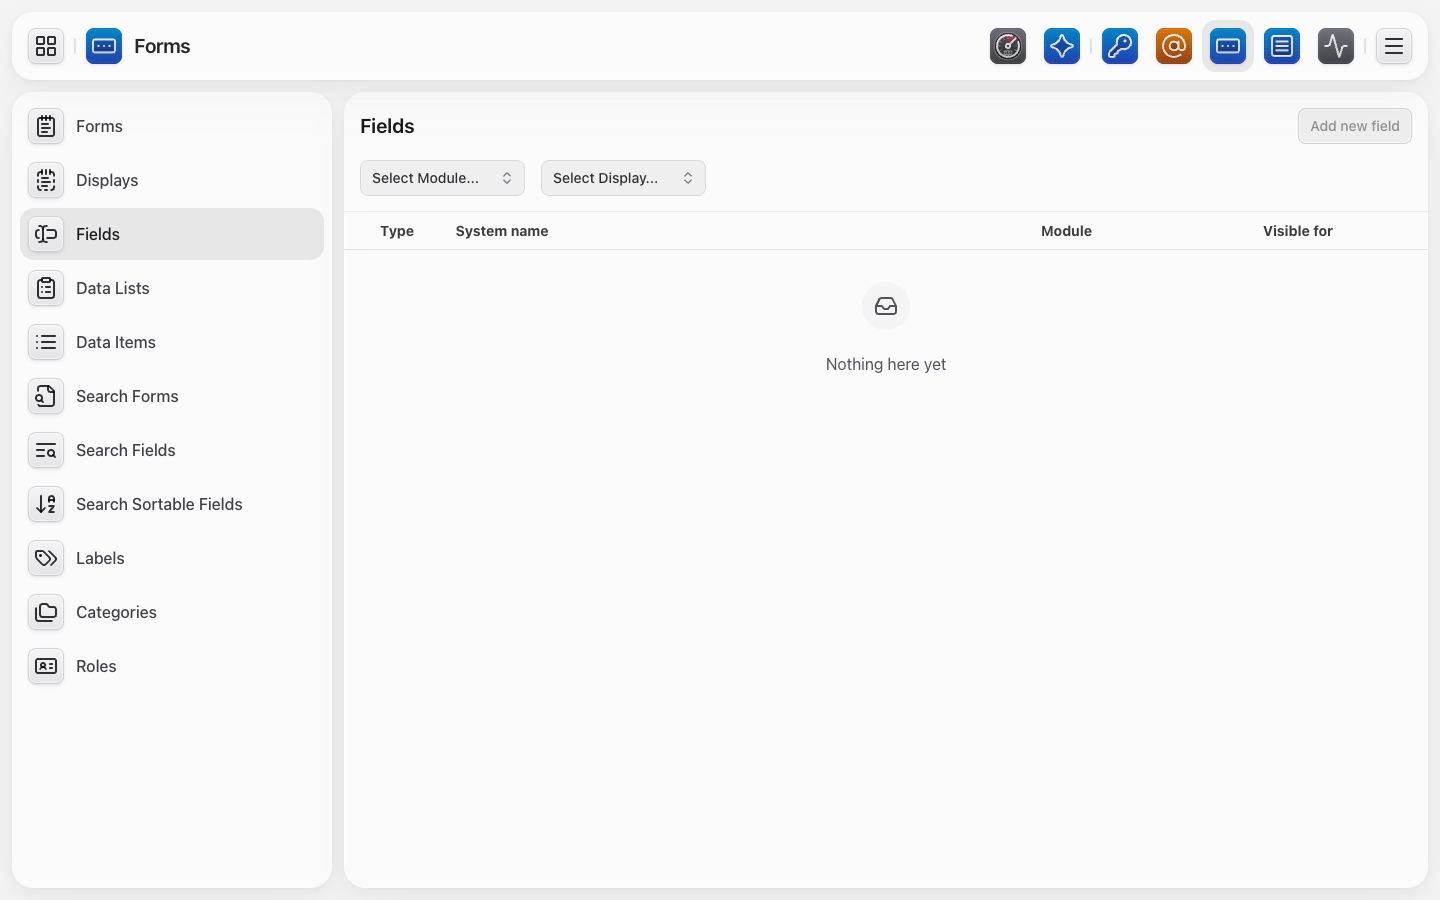 Forms
Forms
Displays
Fields
Data Lists
Data Items
Search Forms
Search Fields
Search Sortable Fields
Labels
Categories
Roles
Fields
Add new field
Select Module...
Select Display...
Type System name Module Visible for
Nothing here yet